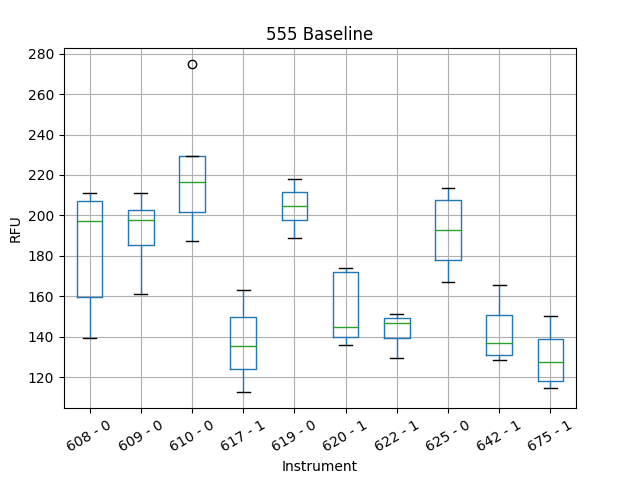 555 Baseline
280
260
240
220
200
180
160
140
120
RFU
608 - 0
609 - 0
610 - 0
617 - 1
619 - 0
620 - 1
622 - 1
625 - 0
642 - 1
675 - 1
Instrument